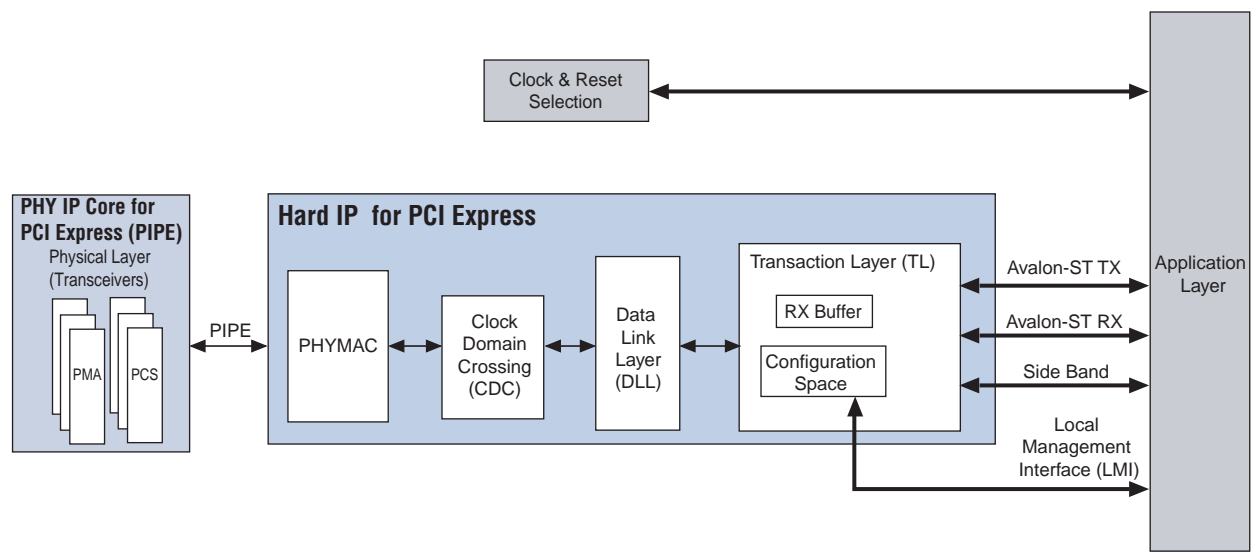 Clock & Reset
Selection
PHY IP Core for
PCI Express (PIPE)
Physical Layer
(Transceivers)
PMA
PCS
PIPE
Hard IP for PCI Express
PHYMAC
Clock
Domain
Crossing
(CDC)
Data
Link
Layer
(DLL)
Transaction Layer (TL)
RX Buffer
Configuration
Space
Avalon-ST TX
Avalon-ST RX
Side Band
Local
Management
Interface (LMI)
Application
Layer